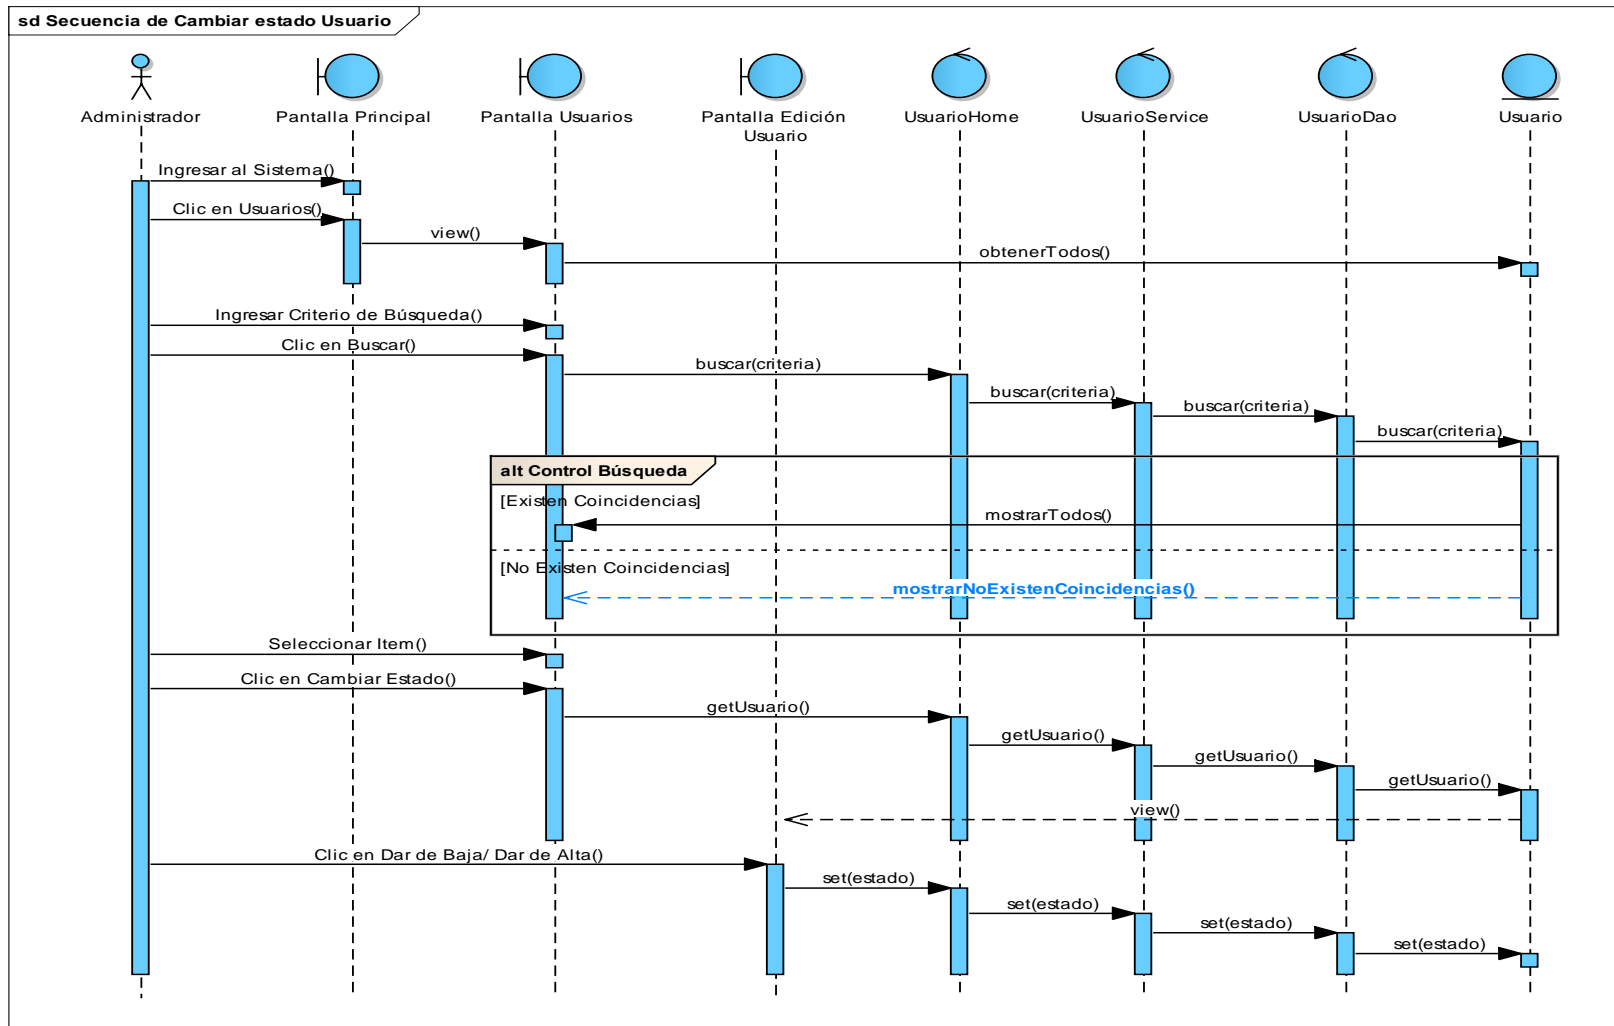 sd Secuencia de Cambiar estado Usuario
Administrador
Pantalla Principal
Pantalla Usuarios
Pantalla Edición
Usuario
UsuarioHome
UsuarioService
UsuarioDao
Usuario
Ingresar al Sistema()
Clic en Usuarios()
view()
obtenerTodos()
Ingresar Criterio de Búsqueda()
Clic en Buscar()
buscar(criteria)
buscar(criteria)
buscar(criteria)
buscar(criteria)
alt Control Búsqueda
[Existen Coincidencias]
mostrarTodos()
[No Existen Coincidencias]
mostrarNoExistenCoincidencias()
Seleccionar Item()
Clic en Cambiar Estado()
getUsuario()
getUsuario()
getUsuario()
getUsuario()
view()
Clic en Dar de Baja/ Dar de Alta()
set(estado)
set(estado)
set(estado)
set(estado)